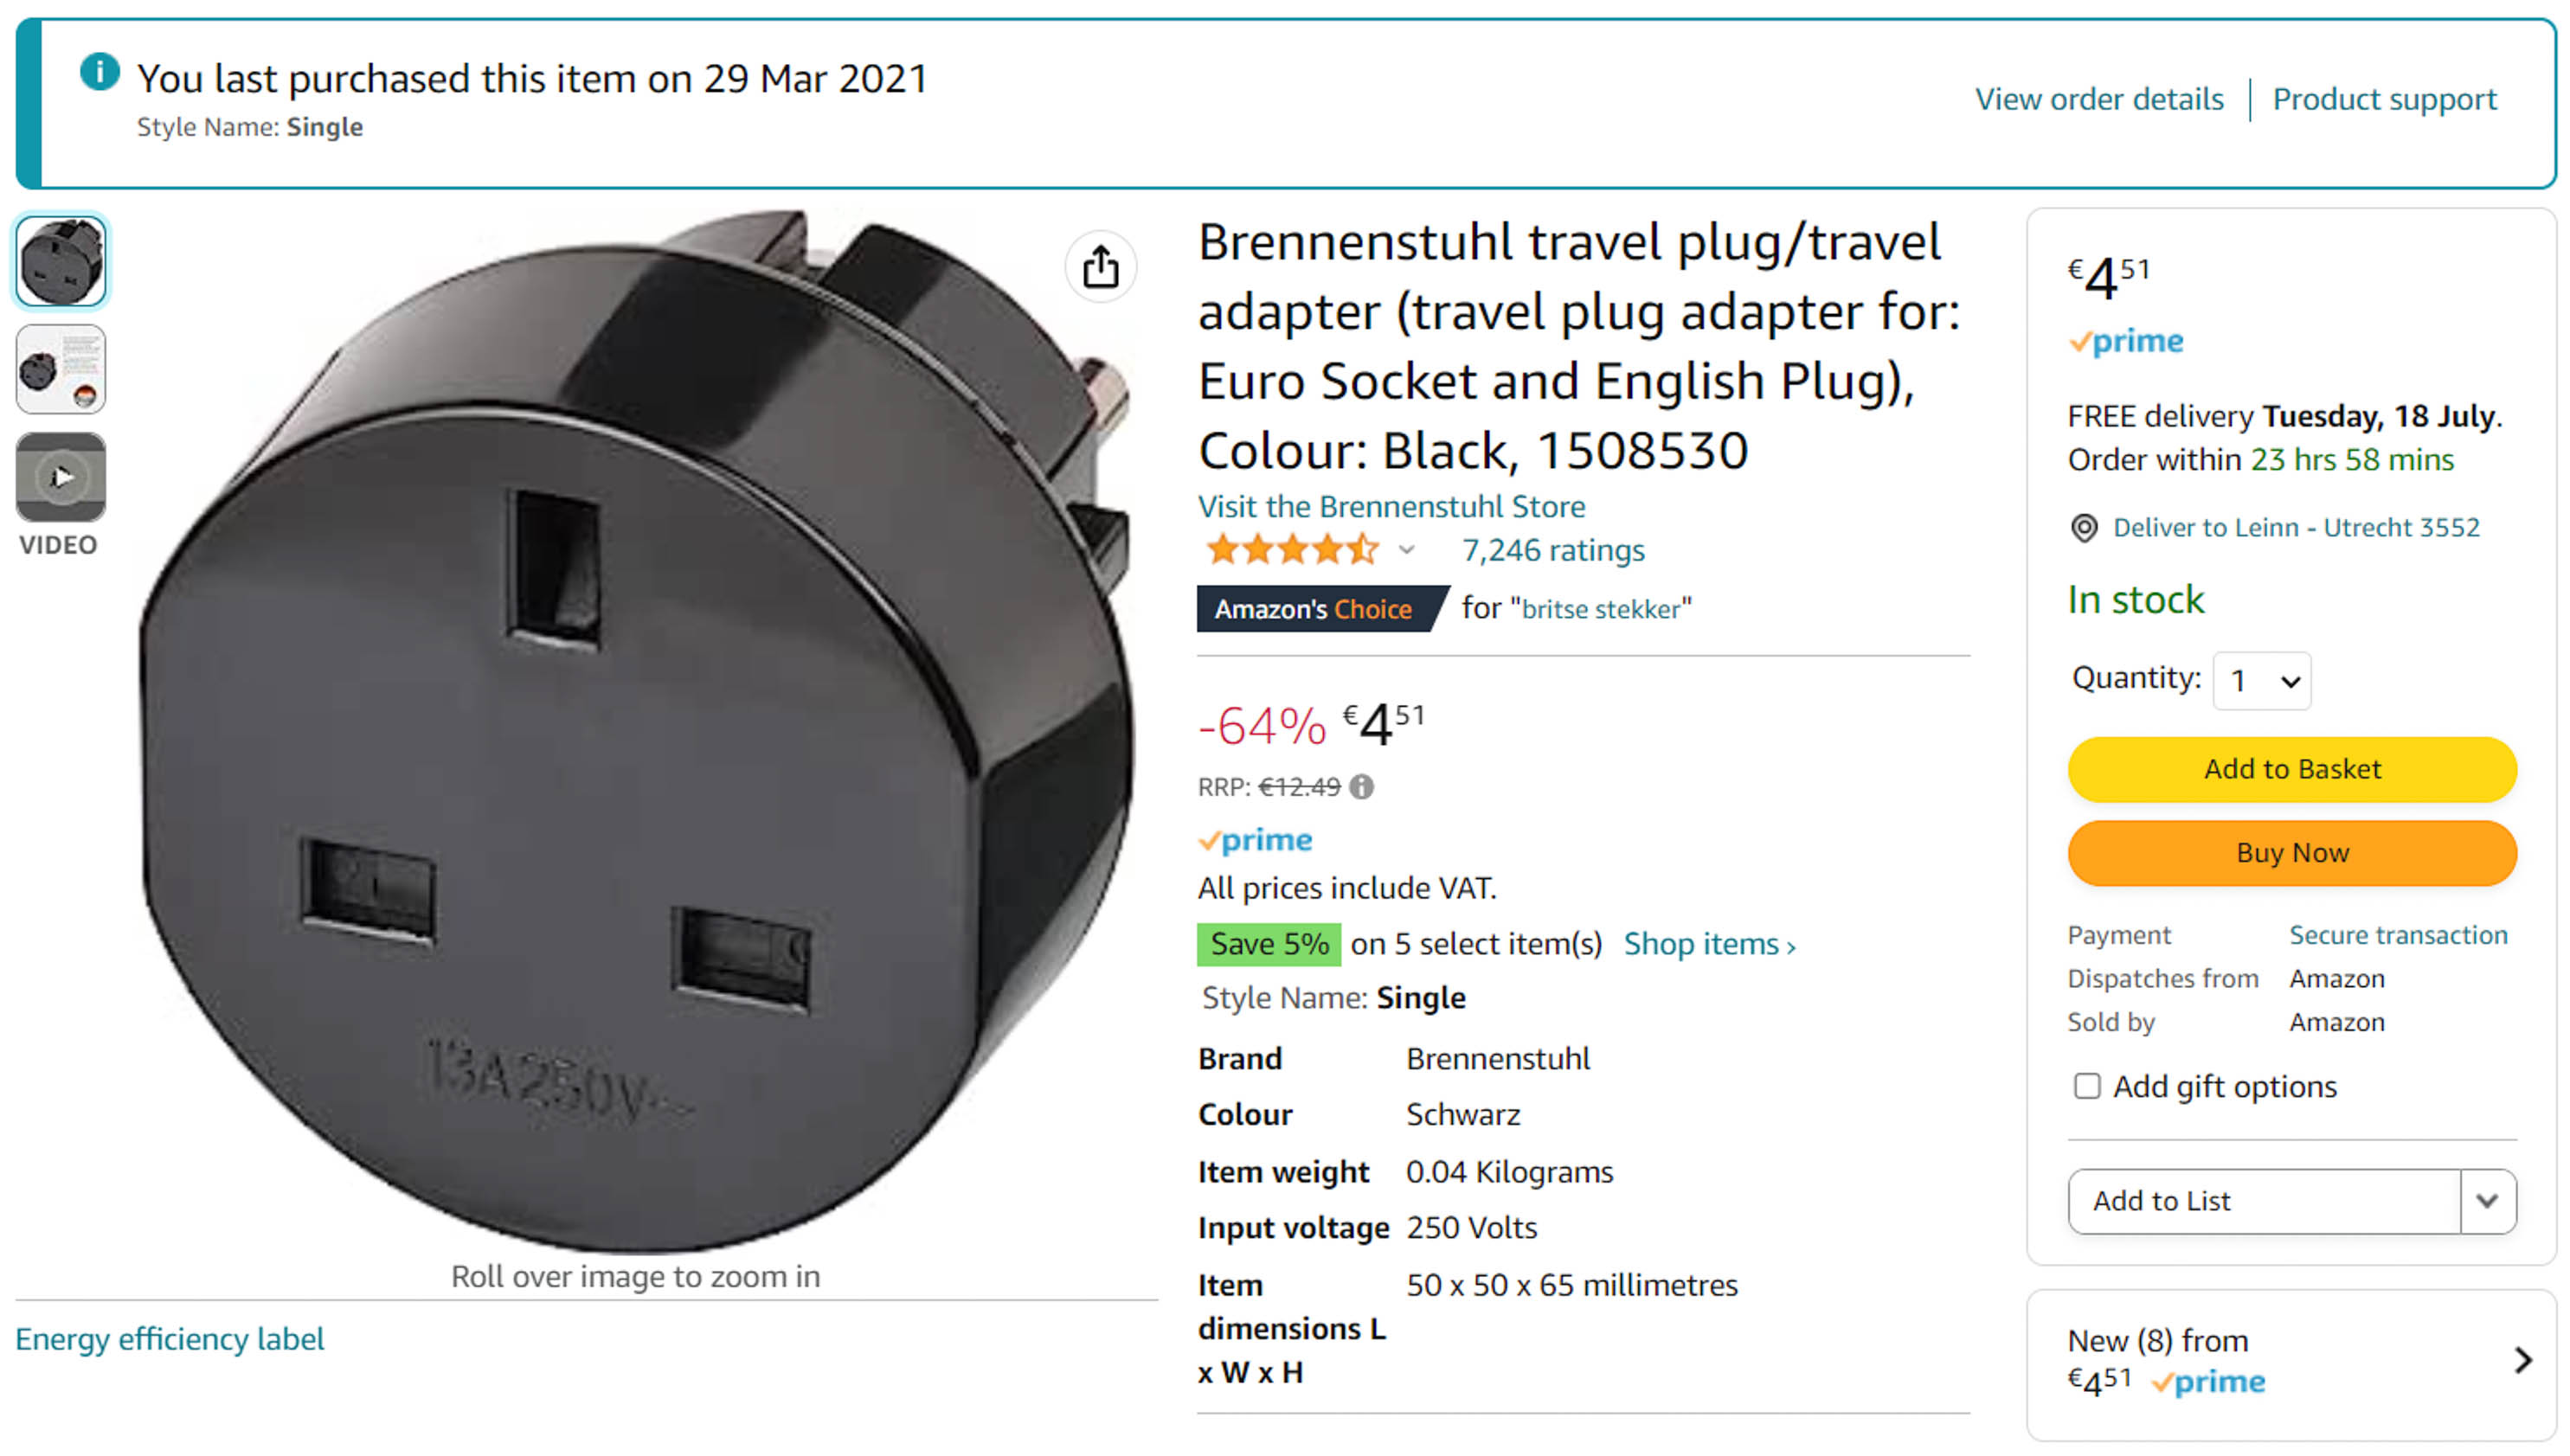 You last purchased this item on 29 Mar 2021
Style Name: Single
View order details
Product support
VIDEO
13A 250V~
Roll over image to zoom in
Energy efficiency label
Brennenstuhl travel plug/travel
adapter (travel plug adapter for:
Euro Socket and English Plug),
Colour: Black, 1508530
Visit the Brennenstuhl Store
7,246 ratings
Amazon's Choice for "britse stekker"
-64% €451
RRP: €12.49
prime
All prices include VAT.
Save 5% on 5 select item(s) Shop items ›
Style Name: Single
Brand Brennenstuhl
Colour Schwarz
Item weight 0.04 Kilograms
Input voltage 250 Volts
Item 50 x 50 x 65 millimetres
dimensions L
x W x H
€451
prime
FREE delivery Tuesday, 18 July.
Order within 23 hrs 58 mins
Deliver to Leinn - Utrecht 3552
In stock
Quantity: 1
Add to Basket
Buy Now
Payment Secure transaction
Dispatches from Amazon
Sold by Amazon
Add gift options
Add to List
New (8) from
€451 prime